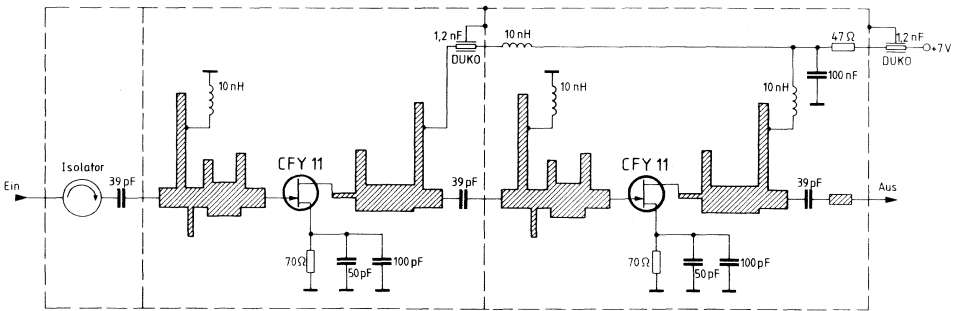 1,2 nF
DUKO
10 nH
47 Ω
1,2 nF
DUKO
+7V
100 nF
10 nH
10 nH
10 nH
Isolator
CFY 11
CFY 11
Ein
39 pF
39 pF
39 pF
Aus
70 Ω
50 pF
100 pF
70 Ω
50 pF
100 pF